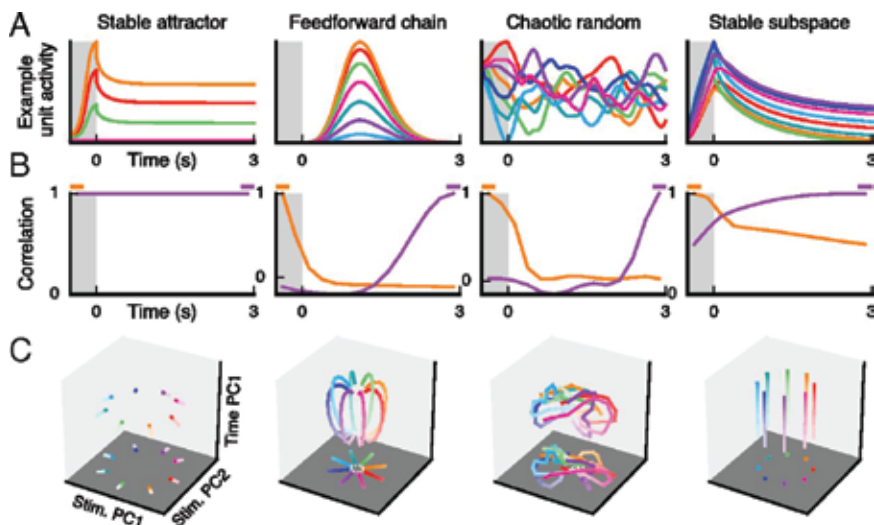 A
Stable attractor
Feedforward chain
Chaotic random
Stable subspace
Example
unit activity
0
Time (s)
3
0
3
0
3
0
3
B
Correlation
1
0
1
0
1
0
1
0
0
Time (s)
3
0
3
0
3
0
3
C
Time PC1
Stim. PC1
Stim. PC2